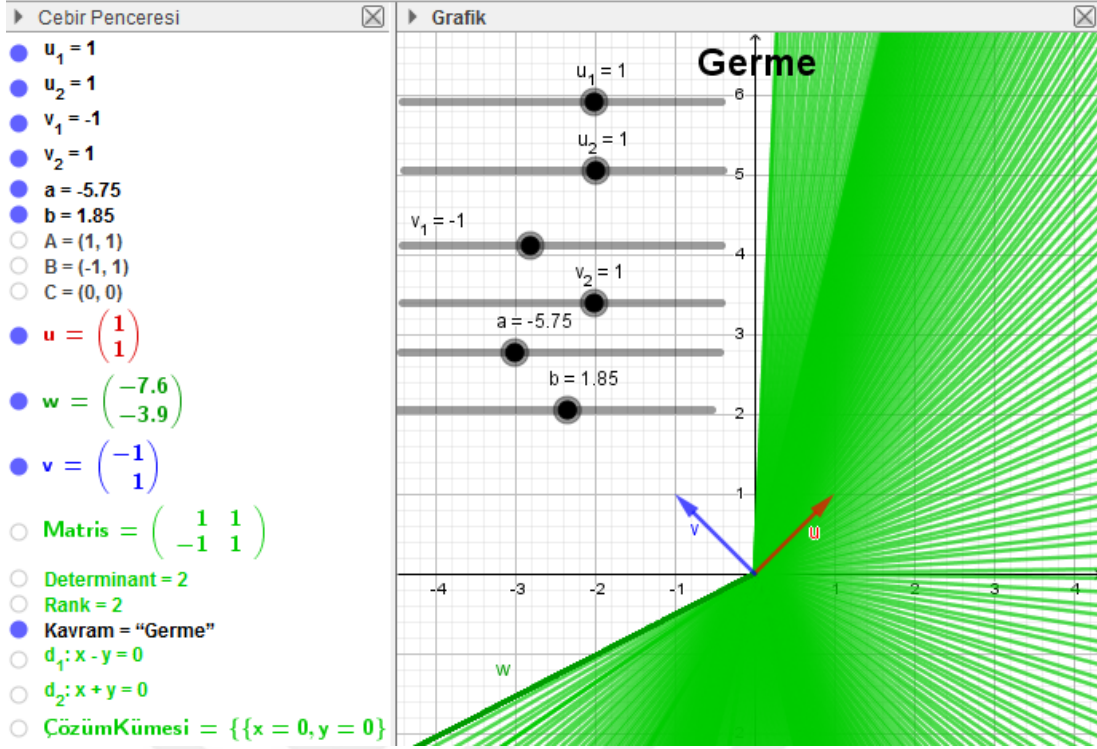 Cebir Penceresi
u₁ = 1
u₂ = 1
v₁ = -1
v₂ = 1
a = -5.75
b = 1.85
A = (1, 1)
B = (-1, 1)
C = (0, 0)
u = (1
1)
w = (−7.6
−3.9)
v = (−1
1)
Matris = (1 1
−1 1)
Determinant = 2
Rank = 2
Kavram = “Germe”
d₁: x - y = 0
d₂: x + y = 0
ÇözümKümesi = {{x = 0, y = 0}
Grafik
Germe
u₁ = 1
u₂ = 1
v₁ = -1
v₂ = 1
a = -5.75
b = 1.85
6
5
4
3
2
1
v
u
-4 -3 -2 -1 1 2 3 4
w